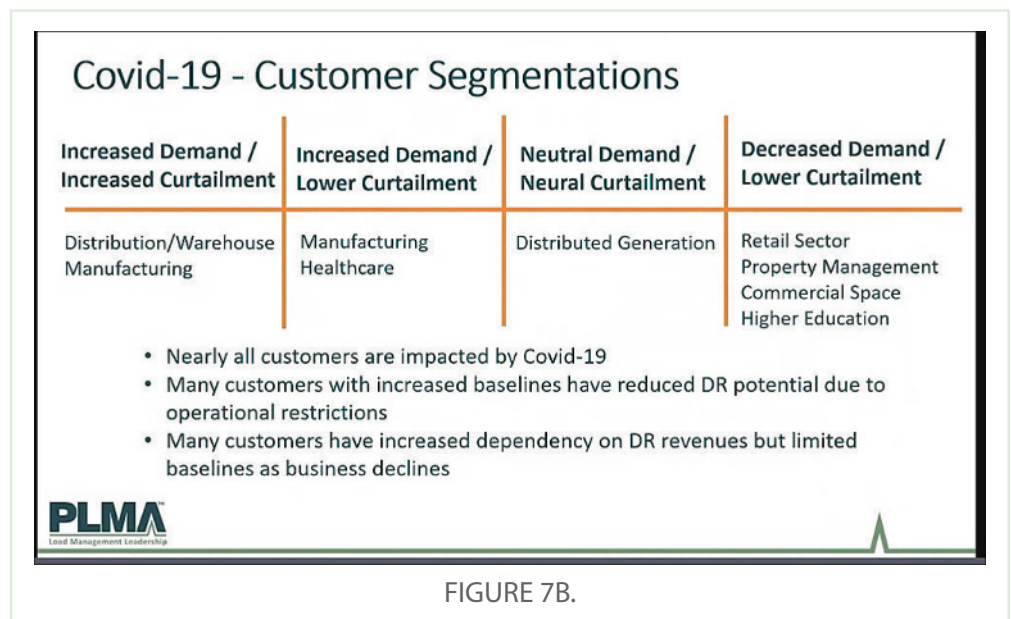 Covid-19 - Customer Segmentations
Increased Demand /
Increased Curtailment
Increased Demand /
Lower Curtailment
Neutral Demand /
Neural Curtailment
Decreased Demand /
Lower Curtailment
Distribution/Warehouse
Manufacturing
Manufacturing
Healthcare
Distributed Generation
Retail Sector
Property Management
Commercial Space
Higher Education
• Nearly all customers are impacted by Covid-19
• Many customers with increased baselines have reduced DR potential due to
operational restrictions
• Many customers have increased dependency on DR revenues but limited
baselines as business declines
PLMA™
Load Management Leadership
FIGURE 7B.